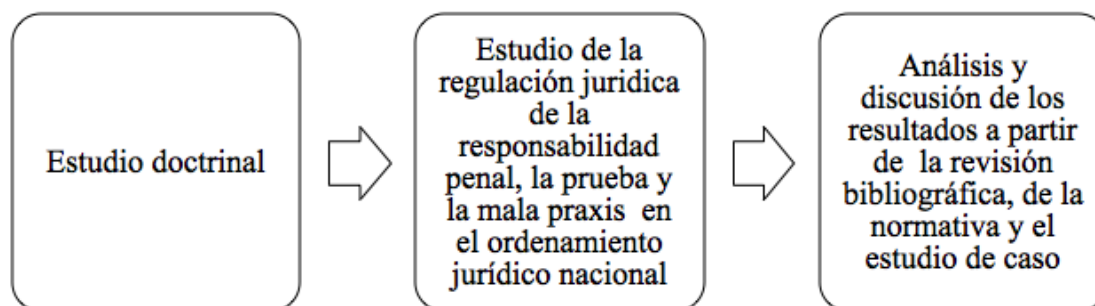 Estudio doctrinal
Estudio de la
regulación juridica
de la
responsabilidad
penal, la prueba y
la mala praxis en
el ordenamiento
jurídico nacional
Análisis y
discusión de los
resultados a partir
de la revisión
bibliográfica, de la
normativa y el
estudio de caso